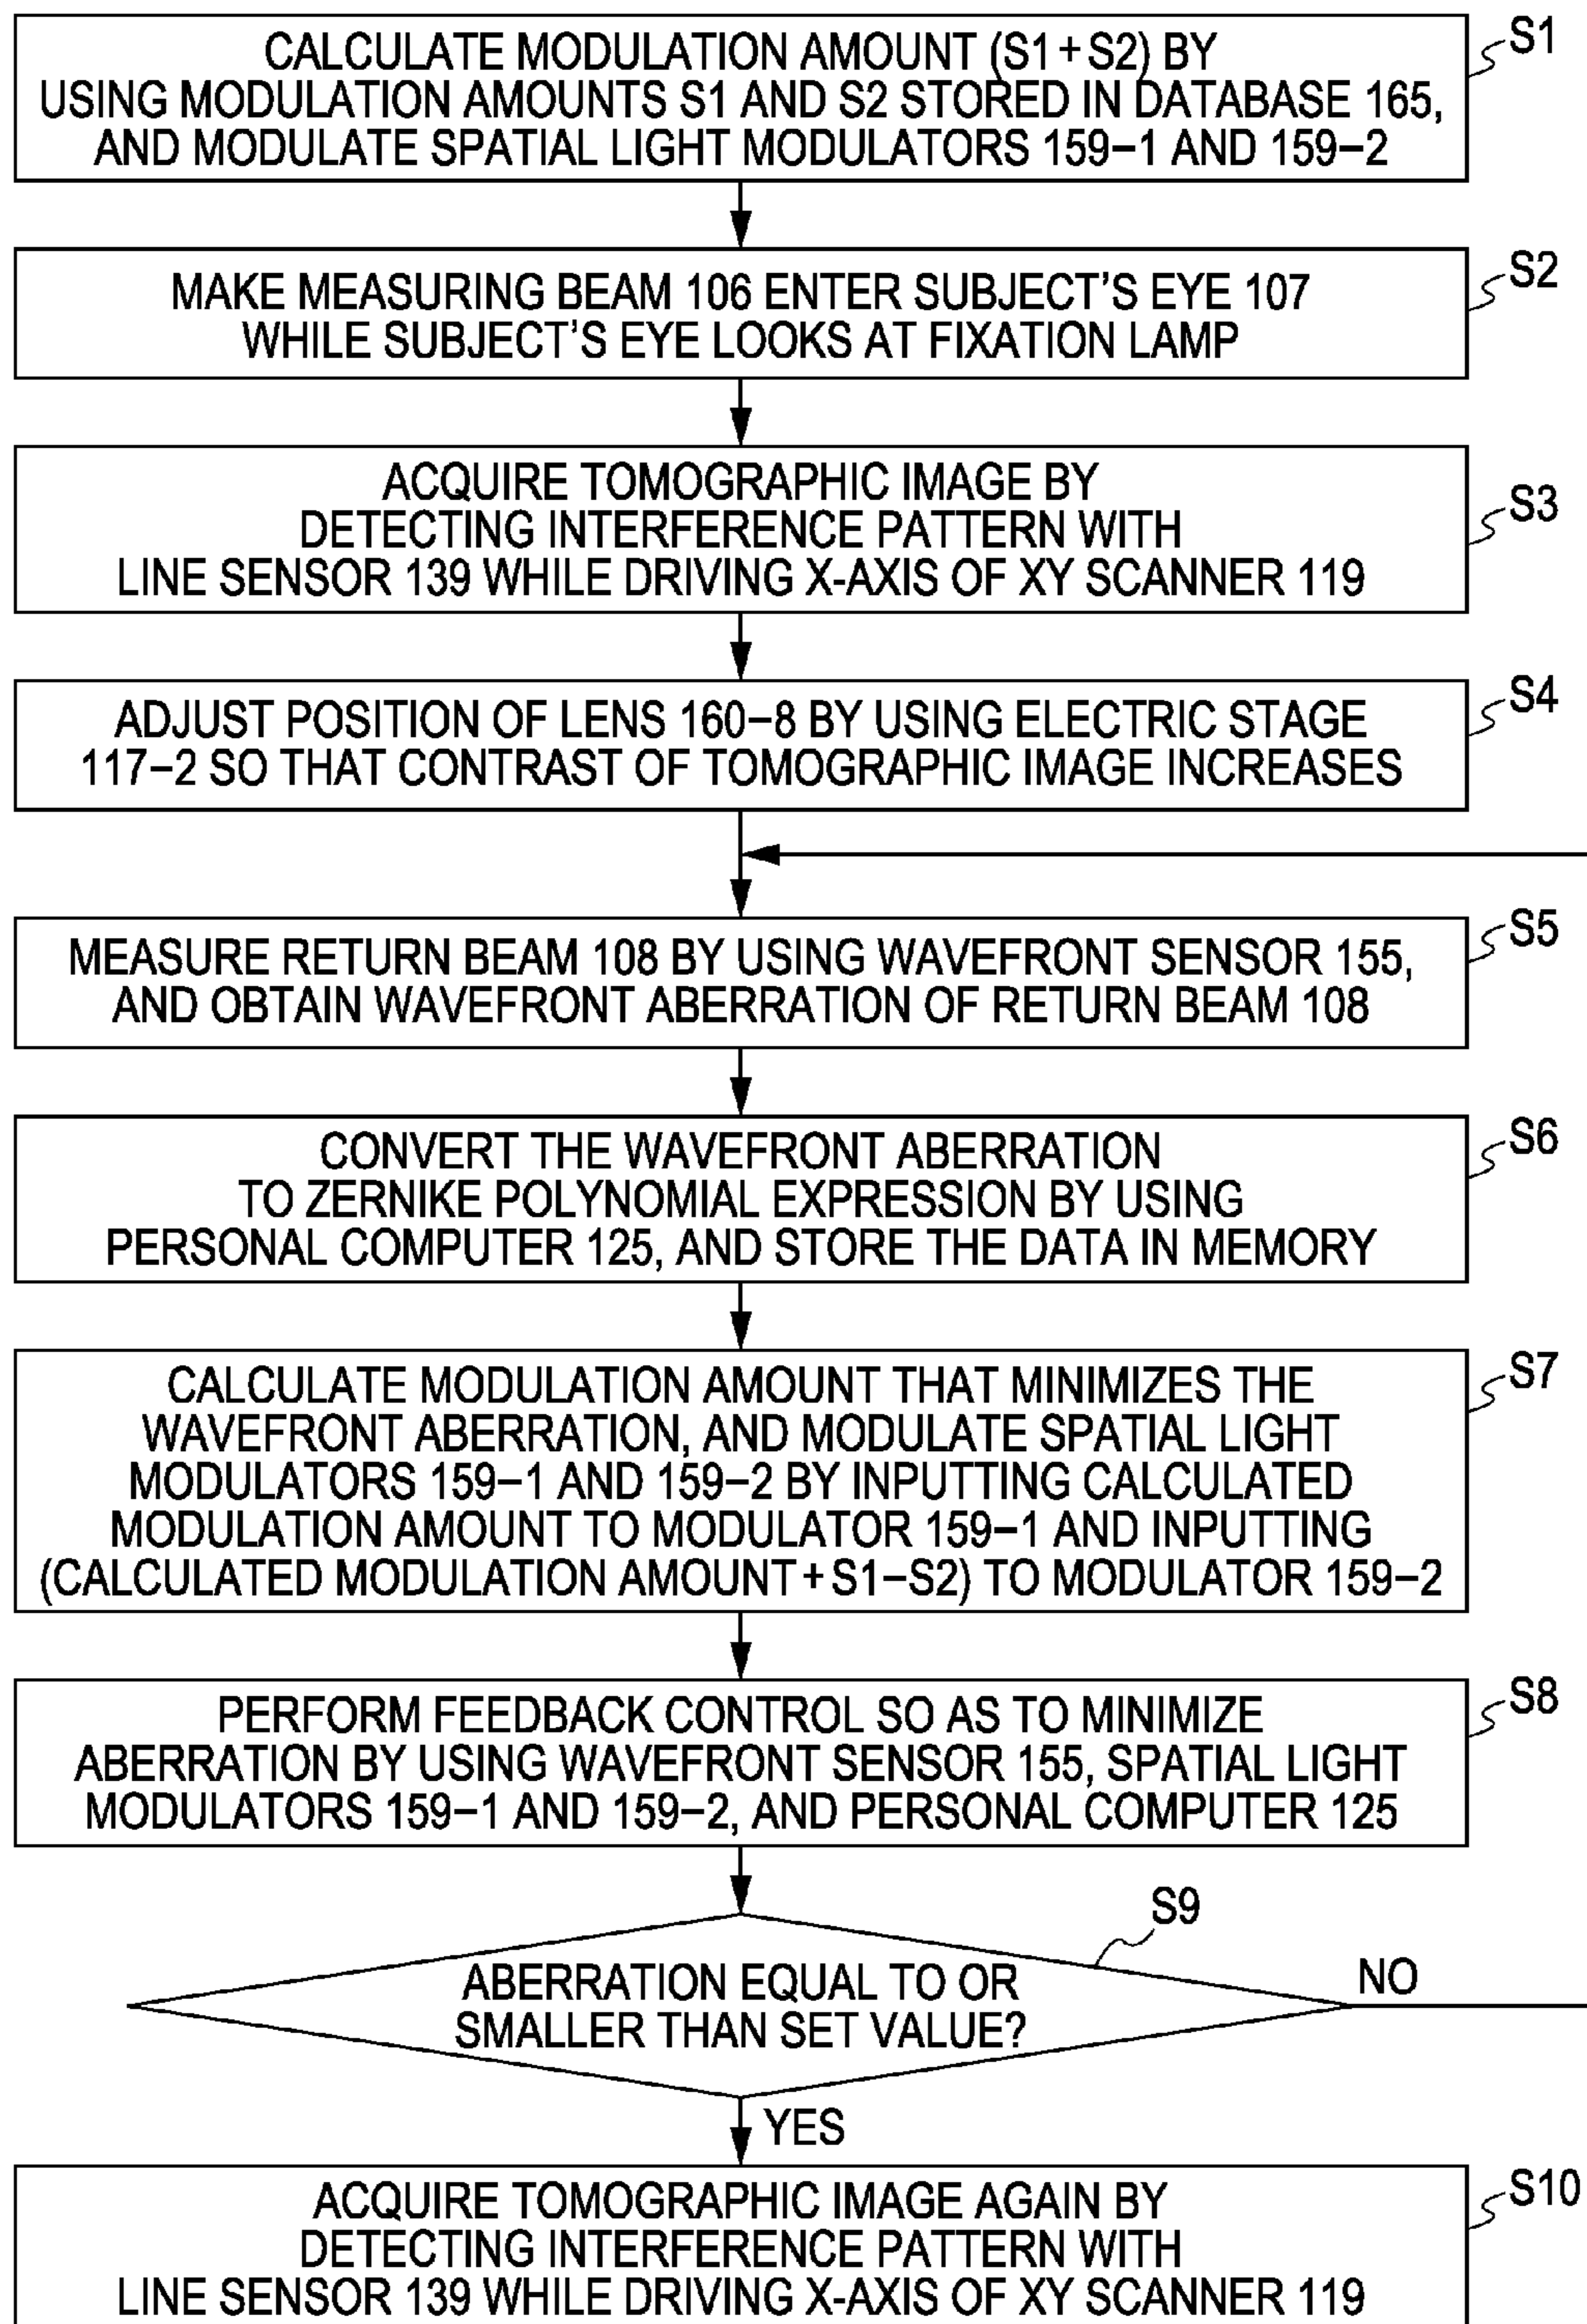 CALCULATE MODULATION AMOUNT (S1+S2) BY
USING MODULATION AMOUNTS S1 AND S2 STORED IN DATABASE 165,
AND MODULATE SPATIAL LIGHT MODULATORS 159–1 AND 159–2
S1
MAKE MEASURING BEAM 106 ENTER SUBJECT'S EYE 107
WHILE SUBJECT'S EYE LOOKS AT FIXATION LAMP
S2
ACQUIRE TOMOGRAPHIC IMAGE BY
DETECTING INTERFERENCE PATTERN WITH
LINE SENSOR 139 WHILE DRIVING X-AXIS OF XY SCANNER 119
S3
ADJUST POSITION OF LENS 160–8 BY USING ELECTRIC STAGE
117–2 SO THAT CONTRAST OF TOMOGRAPHIC IMAGE INCREASES
S4
MEASURE RETURN BEAM 108 BY USING WAVEFRONT SENSOR 155,
AND OBTAIN WAVEFRONT ABERRATION OF RETURN BEAM 108
S5
CONVERT THE WAVEFRONT ABERRATION
TO ZERNIKE POLYNOMIAL EXPRESSION BY USING
PERSONAL COMPUTER 125, AND STORE THE DATA IN MEMORY
S6
CALCULATE MODULATION AMOUNT THAT MINIMIZES THE
WAVEFRONT ABERRATION, AND MODULATE SPATIAL LIGHT
MODULATORS 159–1 AND 159–2 BY INPUTTING CALCULATED
MODULATION AMOUNT TO MODULATOR 159–1 AND INPUTTING
(CALCULATED MODULATION AMOUNT+S1–S2) TO MODULATOR 159–2
S7
PERFORM FEEDBACK CONTROL SO AS TO MINIMIZE
ABERRATION BY USING WAVEFRONT SENSOR 155, SPATIAL LIGHT
MODULATORS 159–1 AND 159–2, AND PERSONAL COMPUTER 125
S8
S9
ABERRATION EQUAL TO OR
SMALLER THAN SET VALUE?
NO
YES
ACQUIRE TOMOGRAPHIC IMAGE AGAIN BY
DETECTING INTERFERENCE PATTERN WITH
LINE SENSOR 139 WHILE DRIVING X-AXIS OF XY SCANNER 119
S10